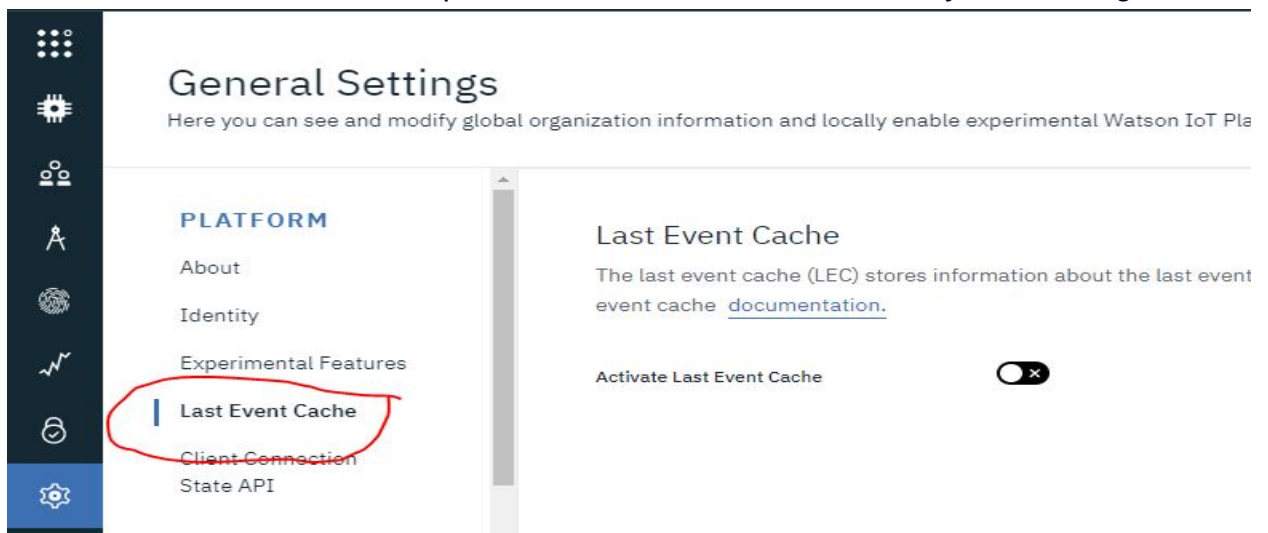 General Settings
Here you can see and modify global organization information and locally enable experimental Watson IoT Pla
PLATFORM
About
Identity
Experimental Features
Last Event Cache
Client Connection
State API
Last Event Cache
The last event cache (LEC) stores information about the last event
event cache documentation.
Activate Last Event Cache